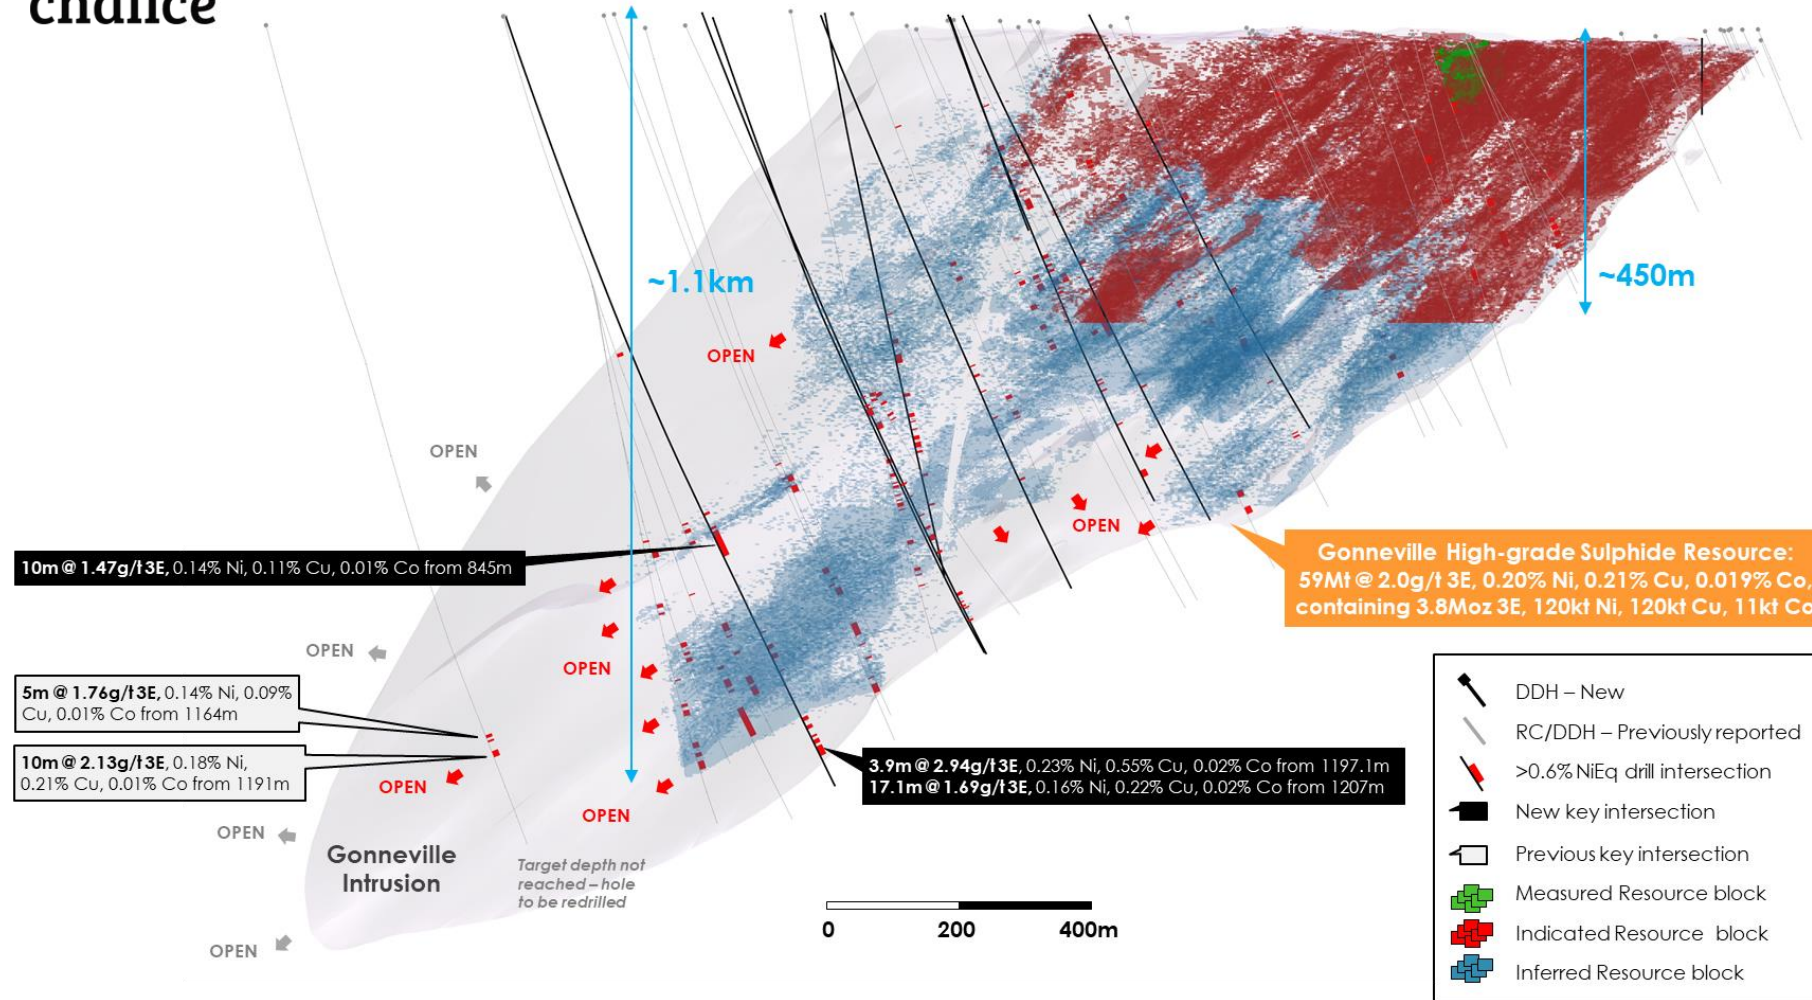 chalice
~1.1km
~450m
OPEN
OPEN
10m @ 1.47g/t 3E, 0.14% Ni, 0.11% Cu, 0.01% Co from 845m
OPEN
Gonneville High-grade Sulphide Resource:
59Mt @ 2.0g/t 3E, 0.20% Ni, 0.21% Cu, 0.019% Co,
containing 3.8Moz 3E, 120kt Ni, 120kt Cu, 11kt Co
OPEN
OPEN
5m @ 1.76g/t 3E, 0.14% Ni, 0.09%
Cu, 0.01% Co from 1164m
10m @ 2.13g/t 3E, 0.18% Ni,
0.21% Cu, 0.01% Co from 1191m
OPEN
3.9m @ 2.94g/t 3E, 0.23% Ni, 0.55% Cu, 0.02% Co from 1197.1m
17.1m @ 1.69g/t 3E, 0.16% Ni, 0.22% Cu, 0.02% Co from 1207m
OPEN
OPEN
Gonneville
Intrusion
Target depth not
reached – hole
to be redrilled
OPEN
0 200 400m
DDH – New
RC/DDH – Previously reported
>0.6% NiEq drill intersection
New key intersection
Previous key intersection
Measured Resource block
Indicated Resource block
Inferred Resource block